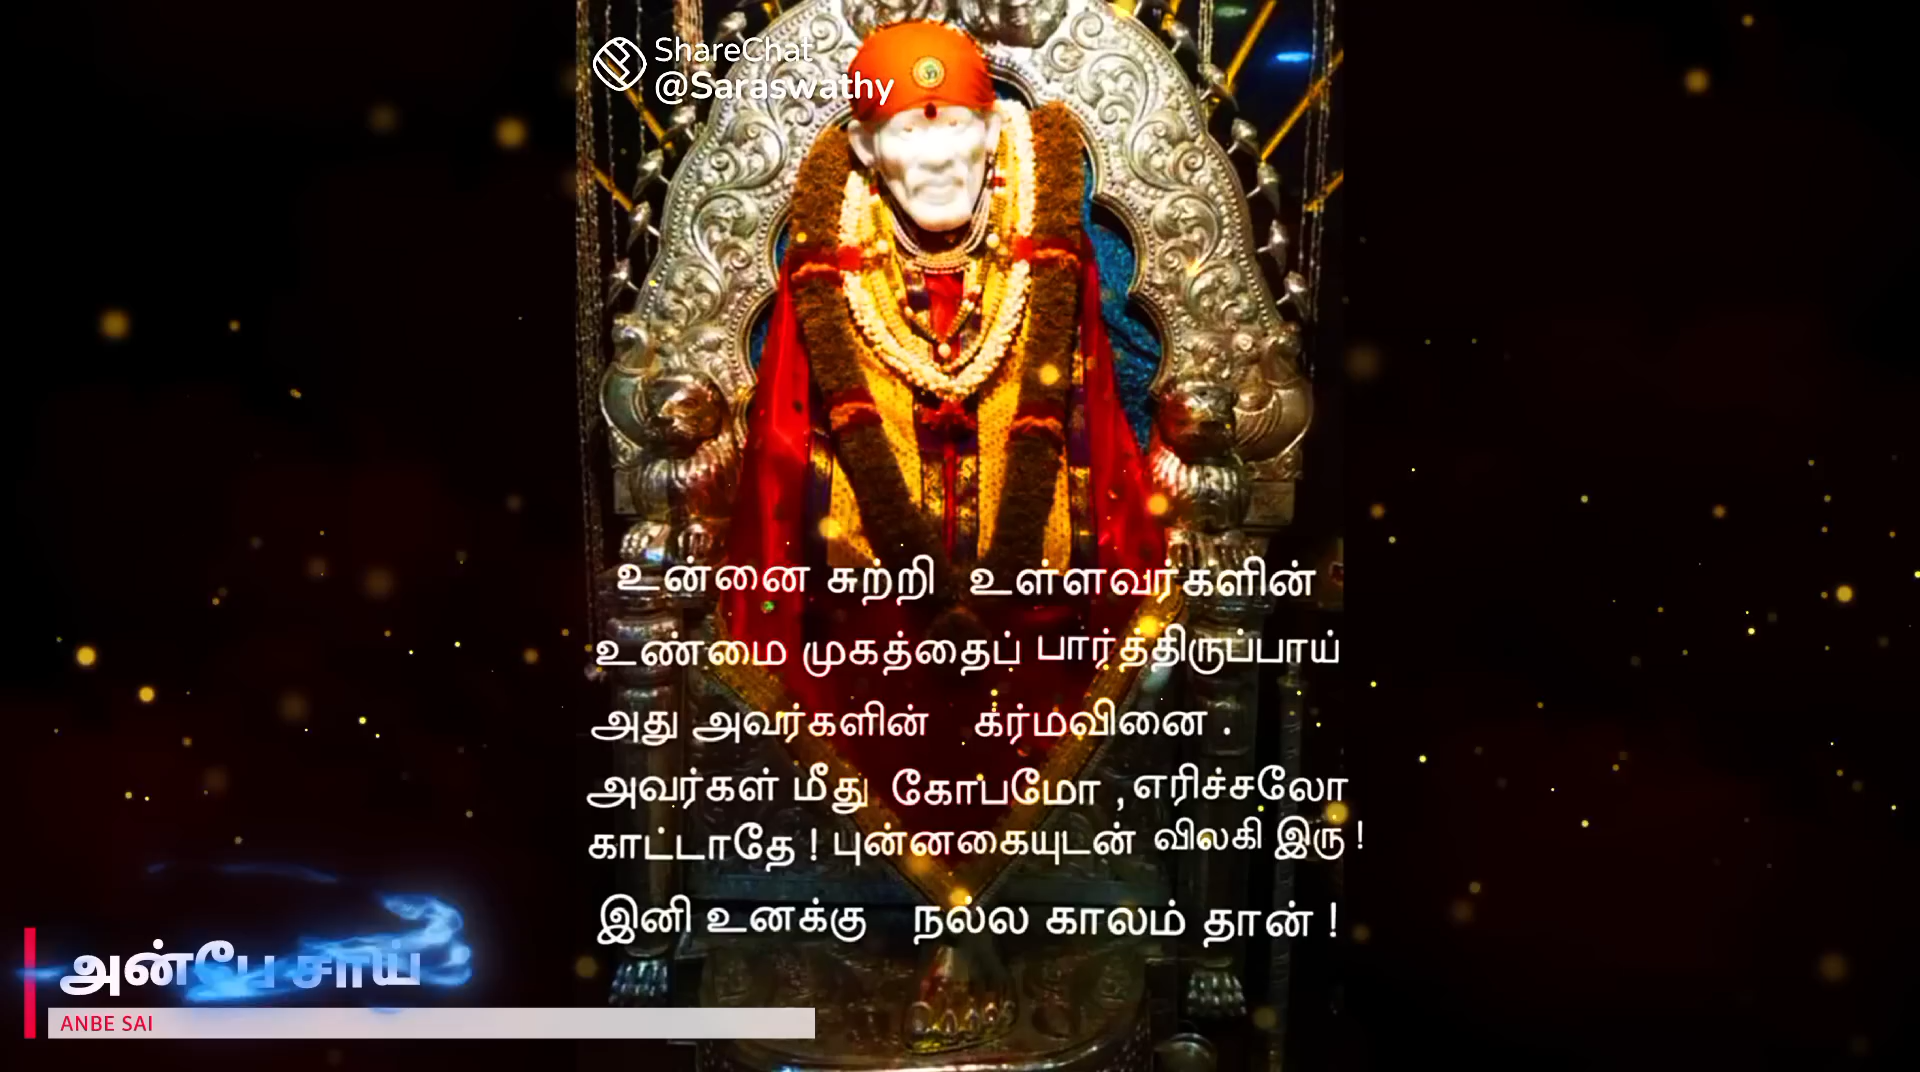 ShareChat
@Saraswathy
உன்னை சுற்றி உள்ளவர்களின்
உண்மை முகத்தைப் பார்த்திருப்பாய்
அது அவர்களின் கர்மவினை .
அவர்கள் மீது கோபமோ ,எரிச்சலோ
காட்டாதே ! புன்னகையுடன் விலகி இரு !
இனி உனக்கு நல்ல காலம் தான் !
அன்பே சாய்
ANBE SAI